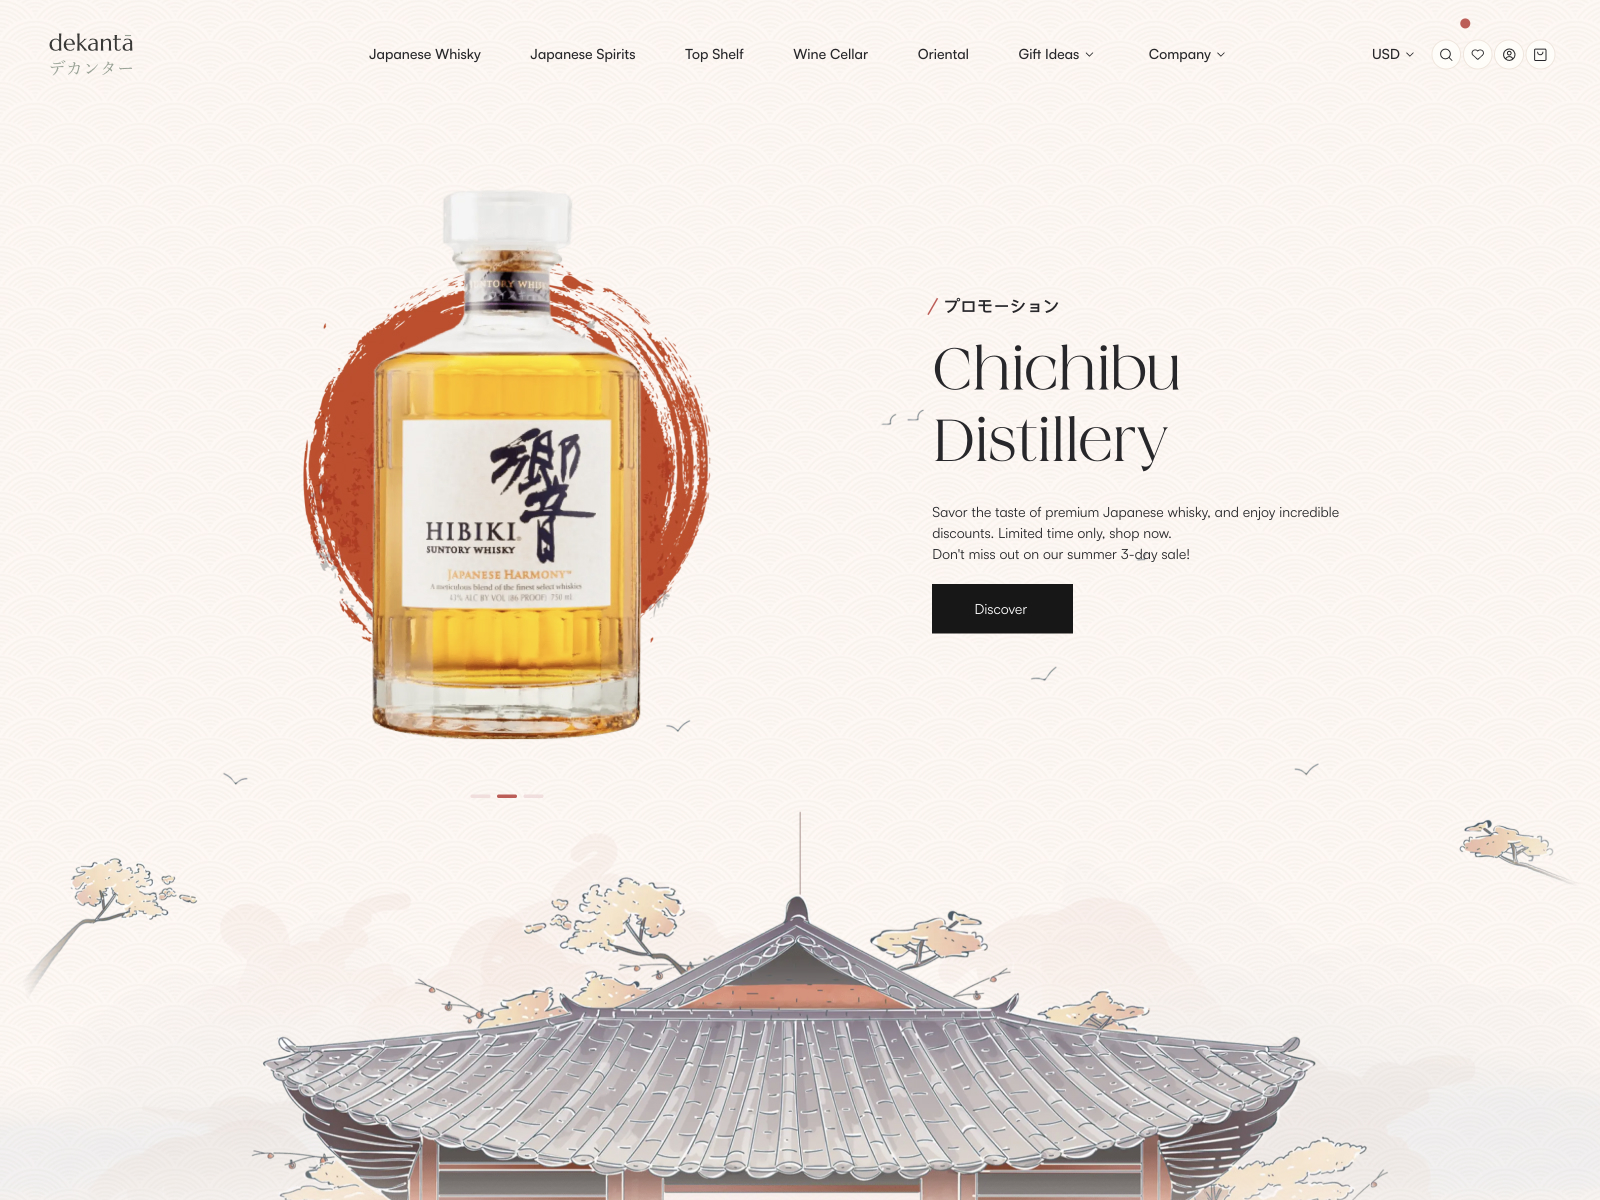 dekantā
デカンター
Japanese Whisky
Japanese Spirits
Top Shelf
Wine Cellar
Oriental
Gift Ideas
Company
USD
SUNTORY WHISKY
響
HIBIKI®
SUNTORY WHISKY
JAPANESE HARMONY™
A meticulous blend of the finest select whiskies
43% ALC BY VOL (86 PROOF) 750 mL
プロモーション
Chichibu
Distillery
Savor the taste of premium Japanese whisky, and enjoy incredible
discounts. Limited time only, shop now.
Don't miss out on our summer 3-day sale!
Discover